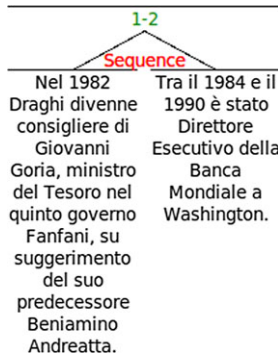 1-2
Sequence
Nel 1982
Draghi divenne
consigliere di
Giovanni
Goria, ministro
del Tesoro nel
quinto governo
Fanfani, su
suggerimento
del suo
predecessore
Beniamino
Andreatta.
Tra il 1984 e il
1990 è stato
Direttore
Esecutivo della
Banca
Mondiale a
Washington.